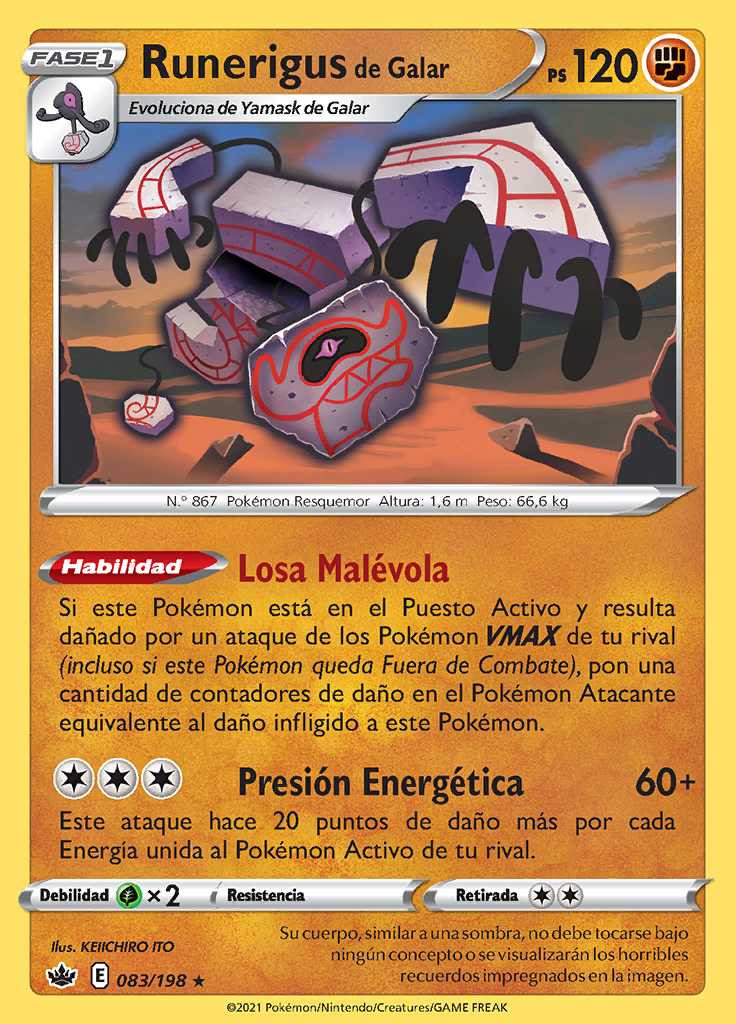 FASE 1
Runerigus de Galar
PS 120
Evoluciona de Yamask de Galar
N.º 867 Pokémon Resquemor Altura: 1,6 m Peso: 66,6 kg
Habilidad Losa Malévola
Si este Pokémon está en el Puesto Activo y resulta
dañado por un ataque de los Pokémon VMAX de tu rival
(incluso si este Pokémon queda Fuera de Combate), pon una
cantidad de contadores de daño en el Pokémon Atacante
equivalente al daño infligido a este Pokémon.
Presión Energética 60+
Este ataque hace 20 puntos de daño más por cada
Energía unida al Pokémon Activo de tu rival.
Debilidad ×2 Resistencia Retirada
Ilus. KEIICHIRO ITO
Su cuerpo, similar a una sombra, no debe tocarse bajo
ningún concepto o se visualizarán los horribles
recuerdos impregnados en la imagen.
E 083/198 ★
©2021 Pokémon/Nintendo/Creatures/GAME FREAK